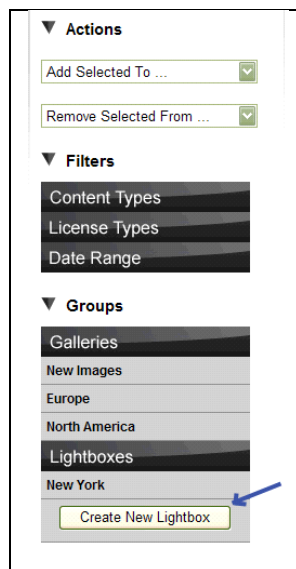 Actions
Add Selected To ...
Remove Selected From ...
Filters
Content Types
License Types
Date Range
Groups
Galleries
New Images
Europe
North America
Lightboxes
New York
Create New Lightbox